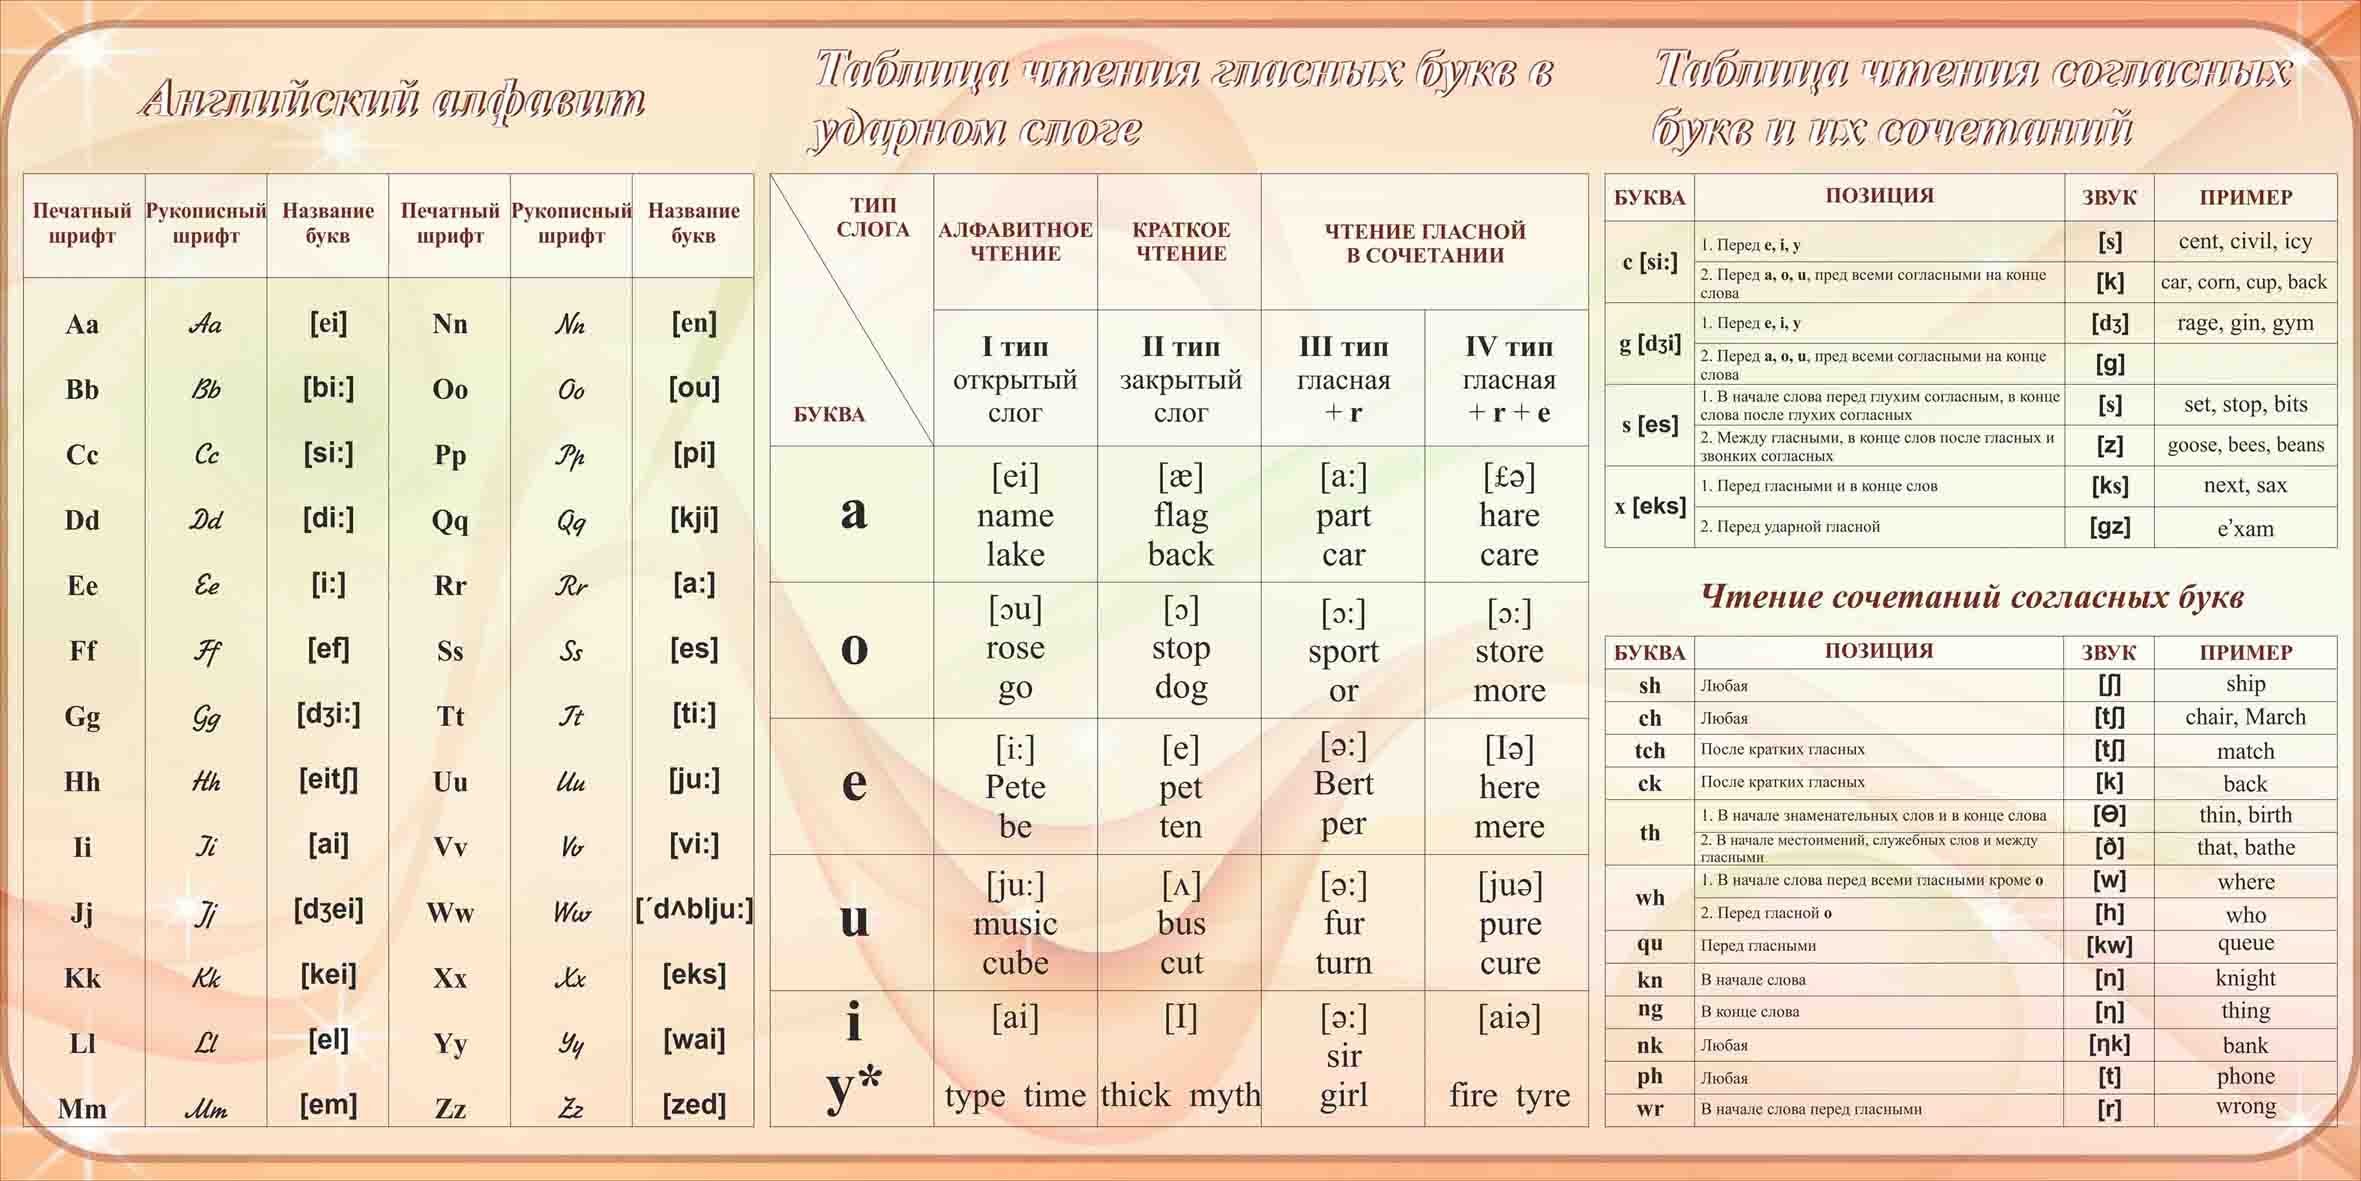 Английский алфавит
Печатный шрифт Рукописный шрифт Название букв Печатный шрифт Рукописный шрифт Название букв
Aa Aa [ei] Nn Nn [en]
Bb Bb [bi:] Oo Oo [ou]
Cc Cc [si:] Pp Pp [pi]
Dd Dd [di:] Qq Qq [kji]
Ee Ee [i:] Rr Rr [a:]
Ff Ff [ef] Ss Ss [es]
Gg Gg [dʒi:] Tt Tt [ti:]
Hh Hh [eitʃ] Uu Uu [ju:]
Ii Ii [ai] Vv Vv [vi:]
Jj Jj [dʒei] Ww Ww [´dʌblju:]
Kk Kk [kei] Xx Xx [eks]
Ll Ll [el] Yy Yy [wai]
Mm Mm [em] Zz Zz [zed]
Таблица чтения гласных букв в
ударном слоге
ТИП СЛОГА
БУКВА
АЛФАВИТНОЕ ЧТЕНИЕ КРАТКОЕ ЧТЕНИЕ ЧТЕНИЕ ГЛАСНОЙ В СОЧЕТАНИИ
I тип II тип III тип IV тип
открытый закрытый гласная гласная
слог слог + r + r + e
a
[ei] [æ] [a:] [£ə]
name flag part hare
lake back car care
o
[ɔu] [ɔ] [ɔ:] [ɔ:]
rose stop sport store
go dog or more
e
[i:] [e] [ə:] [Iə]
Pete pet Bert here
be ten per mere
u
[ju:] [ʌ] [ə:] [juə]
music bus fur pure
cube cut turn cure
i
[ai] [I] [ə:] [aiə]
sir
y*
type time thick myth girl fire tyre
Таблица чтения согласных
букв и их сочетаний
БУКВА ПОЗИЦИЯ ЗВУК ПРИМЕР
c [si:]
1. Перед e, i, y [s] cent, civil, icy
2. Перед a, o, u, пред всеми согласными на конце
слова [k] car, corn, cup, back
g [dʒi]
1. Перед e, i, y [dʒ] rage, gin, gym
2. Перед a, o, u, пред всеми согласными на конце
слова [g]
s [es]
1. В начале слова перед глухим согласным, в конце
слова после глухих согласных [s] set, stop, bits
2. Между гласными, в конце слов после гласных и
звонких согласных [z] goose, bees, beans
x [eks]
1. Перед гласными и в конце слов [ks] next, sax
2. Перед ударной гласной [gz] e'xam
Чтение сочетаний согласных букв
БУКВА ПОЗИЦИЯ ЗВУК ПРИМЕР
sh Любая [ʃ] ship
ch Любая [tʃ] chair, March
tch После кратких гласных [tʃ] match
ck После кратких гласных [k] back
th
1. В начале знаменательных слов и в конце слова [Ө] thin, birth
2. В начале местоимений, служебных слов и между
гласными [ð] that, bathe
wh
1. В начале слова перед всеми гласными кроме o [w] where
2. Перед гласной o [h] who
qu Перед гласными [kw] queue
kn В начале слова [n] knight
ng В конце слова [η] thing
nk Любая [ηk] bank
ph Любая [t] phone
wr В начале слова перед гласными [r] wrong